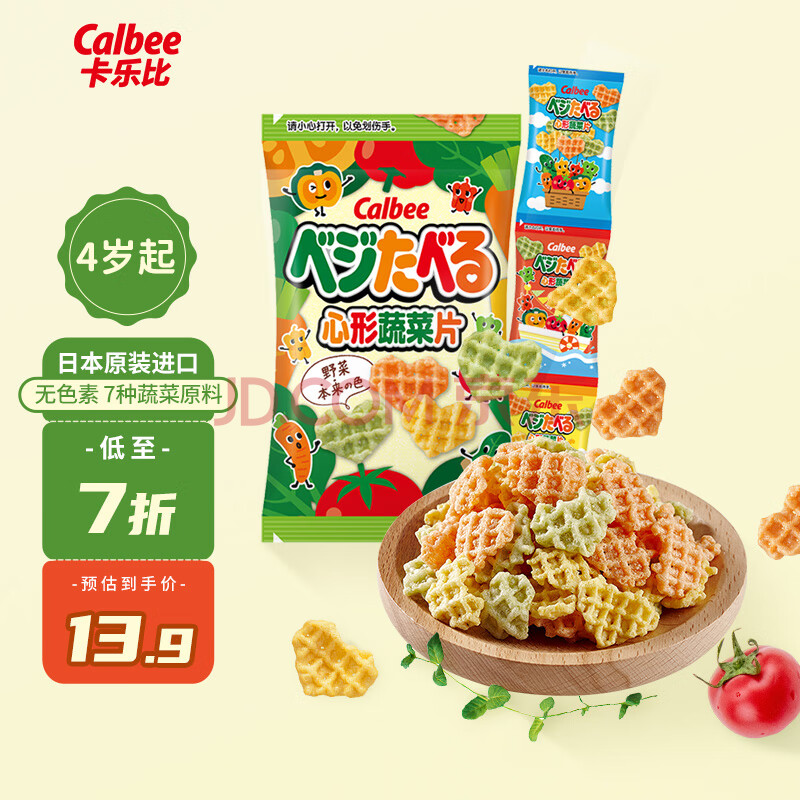 Calbee
卡乐比
4岁起
日本原装进口
无色素 7种蔬菜原料
-低至-
7折
-预估到手价-
13.9
请小心打开，以免划伤手。
Calbee
ベジたべる
心形蔬菜片
野菜
本来の色
Calbee
ベジたべる
心形蔬菜片
Calbee
ベジたべる
心形蔬菜
Calbee
ベジたべる
JD.COM 京东